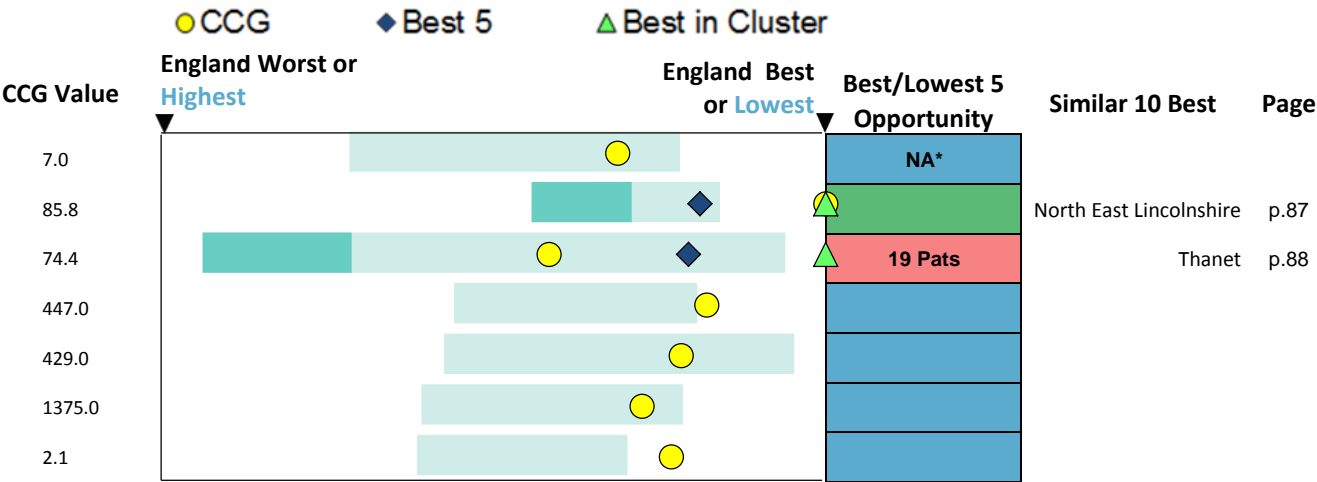 CCG Best 5 Best in Cluster
CCG Value England Worst or Highest England Best or Lowest Best/Lowest 5 Opportunity Similar 10 Best Page
7.0 NA*
85.8 North East Lincolnshire p.87
74.4 19 Pats Thanet p.88
447.0
429.0
1375.0
2.1